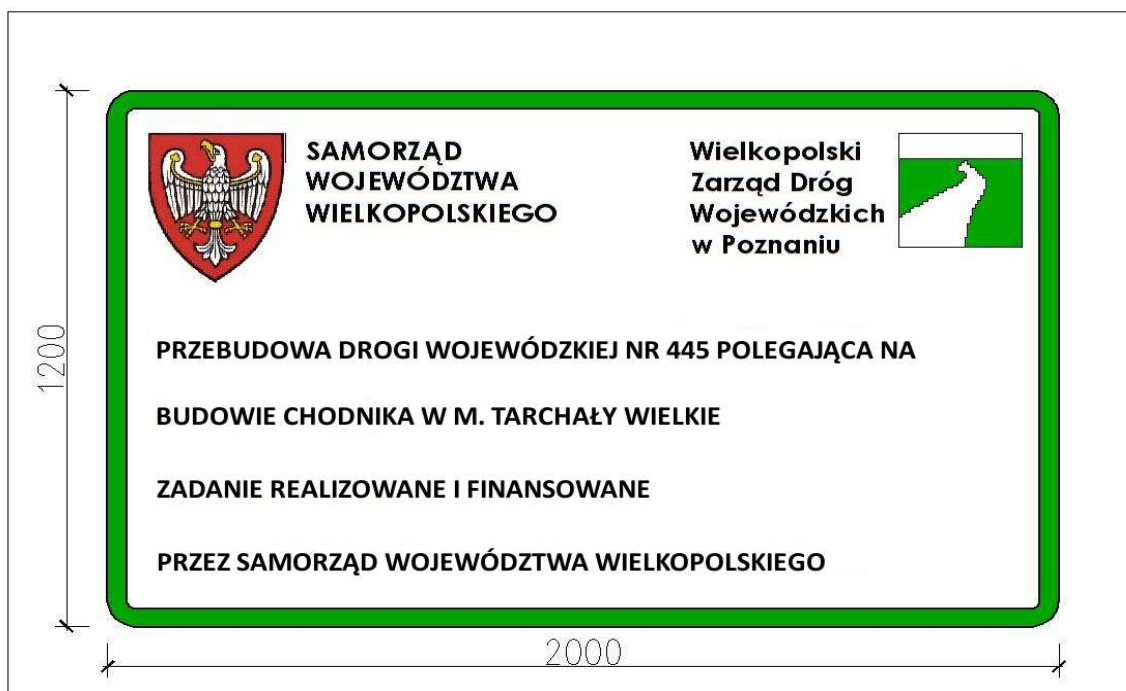 SAMORZĄD
WOJEWÓDZTWA
WIELKOPOLSKIEGO
Wielkopolski
Zarząd Dróg
Wojewódzkich
w Poznaniu
PRZEBUDOWA DROGI WOJEWÓDZKIEJ NR 445 POLEGAJĄCA NA
BUDOWIE CHODNIKA W M. TARCHAŁY WIELKIE
ZADANIE REALIZOWANE I FINANSOWANE
PRZEZ SAMORZĄD WOJEWÓDZTWA WIELKOPOLSKIEGO
1200
2000